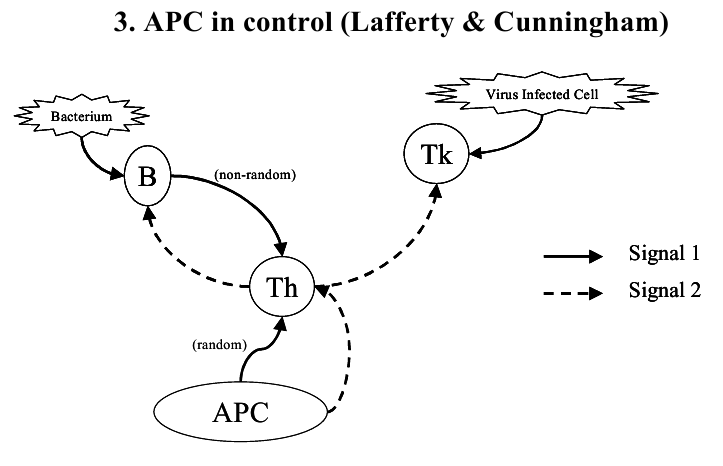 3. APC in control (Lafferty & Cunningham)
Virus Infected Cell
Bacterium
Tk
B
(non-random)
Signal 1
Th
Signal 2
(random)
APC